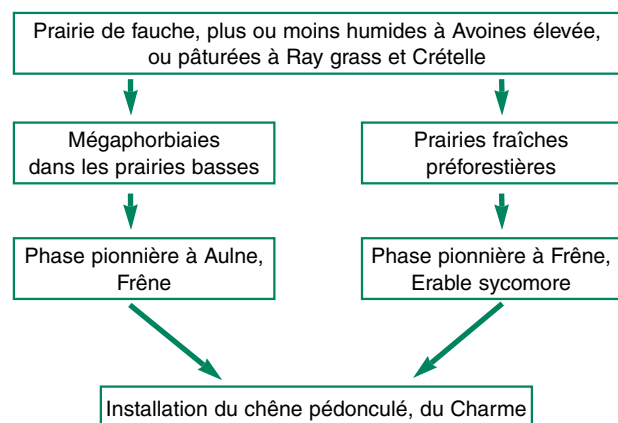 Prairie de fauche, plus ou moins humides à Avoines élevée,
ou pâturées à Ray grass et Crételle
Mégaphorbiaies
dans les prairies basses
Prairies fraîches
préforestières
Phase pionnière à Aulne,
Frêne
Phase pionnière à Frêne,
Erable sycomore
Installation du chêne pédonculé, du Charme